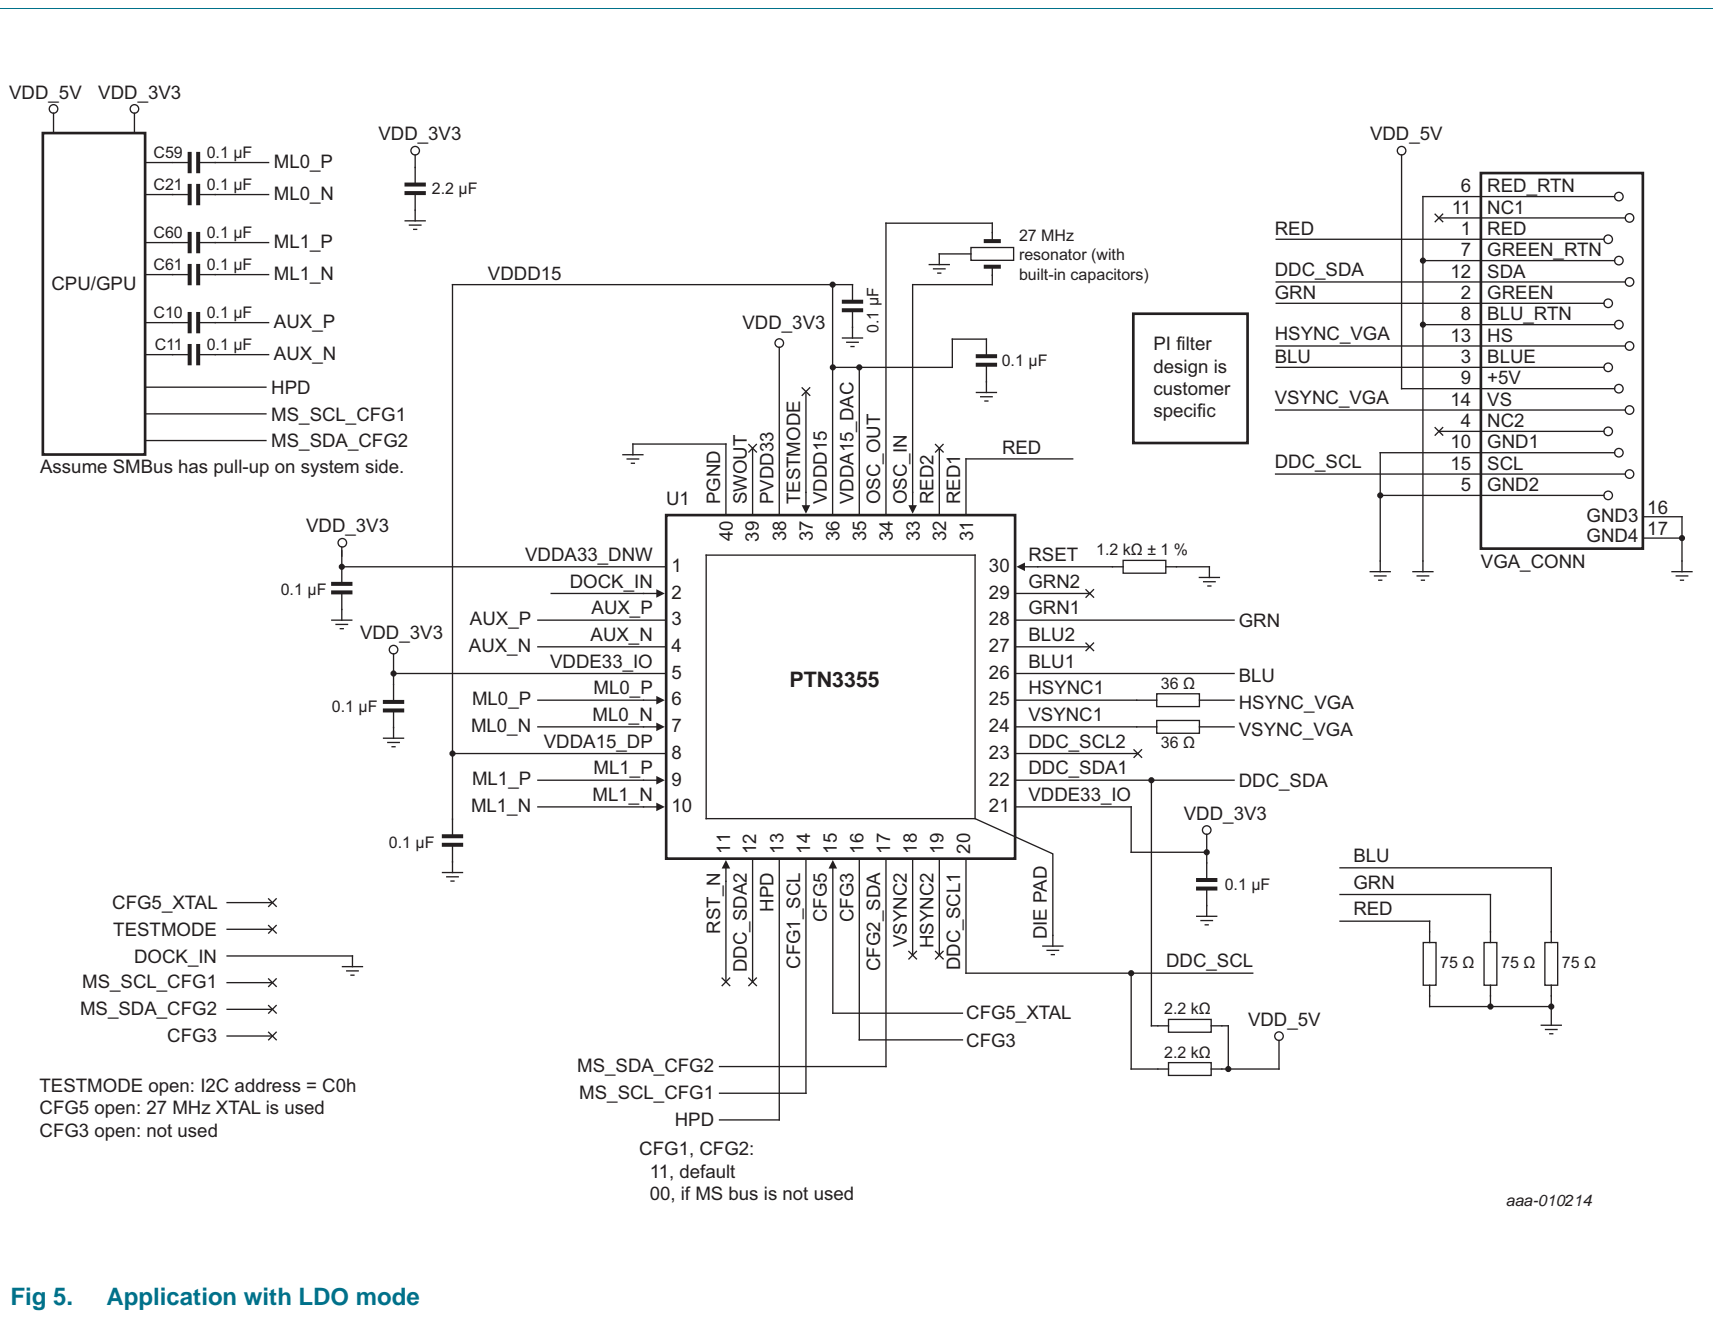 VDD_5V VDD_3V3
C59 0.1 µF ML0_P
C21 0.1 µF ML0_N
C60 0.1 µF ML1_P
C61 0.1 µF ML1_N
CPU/GPU
C10 0.1 µF AUX_P
C11 0.1 µF AUX_N
HPD
MS_SCL_CFG1
MS_SDA_CFG2
Assume SMBus has pull-up on system side.
VDD_3V3
2.2 µF
VDDD15
0.1 µF
VDD_3V3
27 MHz
resonator (with
built-in capacitors)
0.1 µF
PI filter
design is
customer
specific
RED
DDC_SDA
GRN
HSYNC_VGA
BLU
VSYNC_VGA
DDC_SCL
VDD_5V
6 RED_RTN
11 NC1
1 RED
7 GREEN_RTN
12 SDA
2 GREEN
8 BLU_RTN
13 HS
3 BLUE
9 +5V
14 VS
4 NC2
10 GND1
15 SCL
5 GND2
GND3 16
GND4 17
VGA_CONN
PGND
SWOUT
PVDD33
TESTMODE
VDDD15
VDDA15_DAC
OSC_OUT
OSC_IN
RED2
RED1
RED
U1
40 39 38 37 36 35 34 33 32 31
VDD_3V3
0.1 µF
VDDA33_DNW 1
DOCK_IN 2
AUX_P AUX_P 3
AUX_N AUX_N 4
VDD_3V3
VDDE33_IO 5
0.1 µF
ML0_P ML0_P 6
ML0_N ML0_N 7
VDDA15_DP 8
ML1_P ML1_P 9
ML1_N ML1_N 10
0.1 µF
PTN3355
30 RSET 1.2 kΩ ± 1 %
29 GRN2
28 GRN1 GRN
27 BLU2
26 BLU1 BLU
25 HSYNC1 36 Ω HSYNC_VGA
24 VSYNC1 36 Ω VSYNC_VGA
23 DDC_SCL2
22 DDC_SDA1 DDC_SDA
21 VDDE33_IO
VDD_3V3
0.1 µF
11 12 13 14 15 16 17 18 19 20
RST_N
DDC_SDA2
HPD
CFG1_SCL
CFG5
CFG3
CFG2_SDA
VSYNC2
HSYNC2
DDC_SCL1
DIE PAD
DDC_SCL
CFG5_XTAL
CFG3
2.2 kΩ
2.2 kΩ
VDD_5V
MS_SDA_CFG2
MS_SCL_CFG1
HPD
CFG1, CFG2:
11, default
00, if MS bus is not used
BLU
GRN
RED
75 Ω 75 Ω 75 Ω
CFG5_XTAL
TESTMODE
DOCK_IN
MS_SCL_CFG1
MS_SDA_CFG2
CFG3
TESTMODE open: I2C address = C0h
CFG5 open: 27 MHz XTAL is used
CFG3 open: not used
aaa-010214
Fig 5. Application with LDO mode